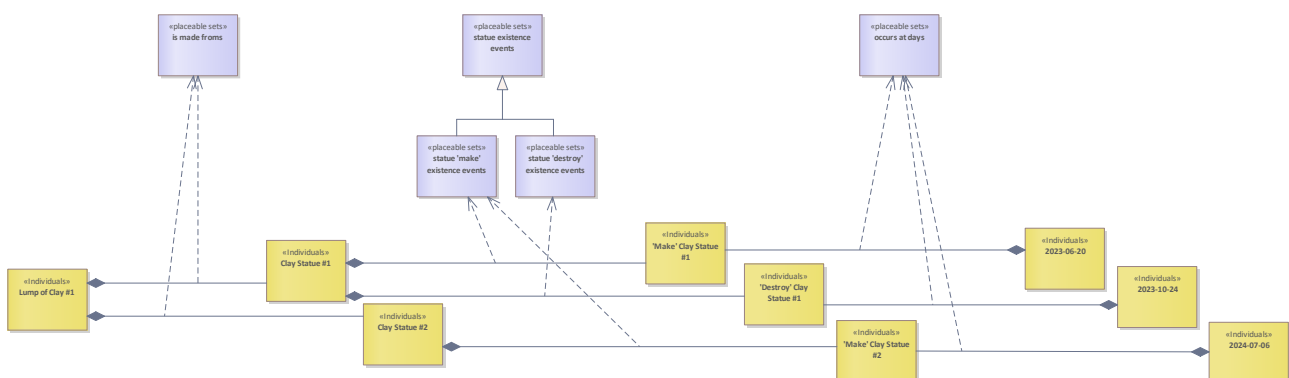 «placeable sets»
is made froms
«placeable sets»
statue existence
events
«placeable sets»
occurs at days
«placeable sets»
statue 'make'
existence events
«placeable sets»
statue 'destroy'
existence events
«Individuals»
'Make' Clay Statue
#1
«Individuals»
2023-06-20
«Individuals»
Clay Statue #1
«Individuals»
Lump of Clay #1
«Individuals»
'Destroy' Clay
Statue #1
«Individuals»
2023-10-24
«Individuals»
Clay Statue #2
«Individuals»
'Make' Clay Statue
#2
«Individuals»
2024-07-06